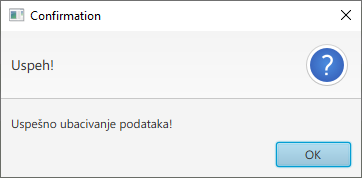 Confirmation
Uspeh!
?
Uspešno ubacivanje podataka!
OK